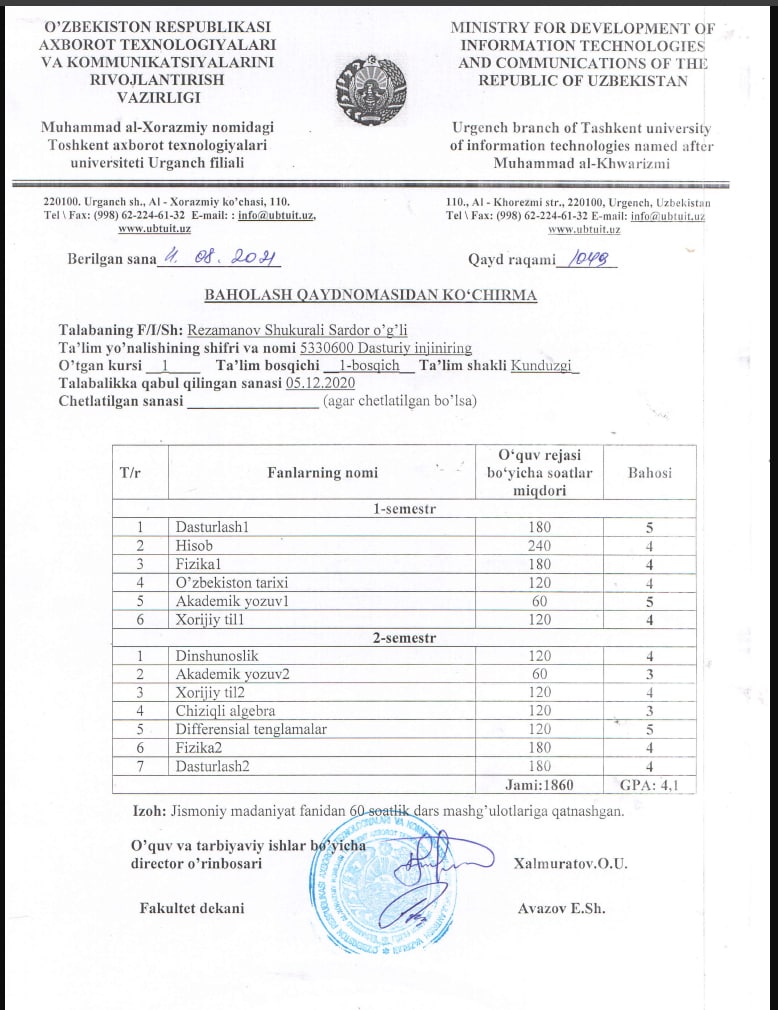 O’ZBEKISTON RESPUBLIKASI
AXBOROT TEXNOLOGIYALARI
VA KOMMUNIKATSIYALARINI
RIVOJLANTIRISH
VAZIRLIGI
Muhammad al-Xorazmiy nomidagi
Toshkent axborot texnologiyalari
universiteti Urganch filiali
MINISTRY FOR DEVELOPMENT OF
INFORMATION TECHNOLOGIES
AND COMMUNICATIONS OF THE
REPUBLIC OF UZBEKISTAN
Urgench branch of Tashkent university
of information technologies named after
Muhammad al-Khwarizmi
220100. Urganch sh., Al - Xorazmiy ko’chasi, 110.
Tel \ Fax: (998) 62-224-61-32 E-mail: : info@ubtuit.uz,
www.ubtuit.uz
110., Al - Khorezmi str., 220100, Urgench, Uzbekistan
Tel \ Fax: (998) 62-224-61-32 E-mail: info@ubtuit.uz
www.ubtuit.uz
Berilgan sana 4. 08. 2021
Qayd raqami 1049
BAHOLASH QAYDNOMASIDAN KO‘CHIRMA
Talabaning F/I/Sh: Rezamanov Shukurali Sardor o’g’li
Ta’lim yo’nalishining shifri va nomi 5330600 Dasturiy injiniring
O’tgan kursi __1____ Ta’lim bosqichi __1-bosqich__ Ta’lim shakli Kunduzgi_
Talabalikka qabul qilingan sanasi 05.12.2020
Chetlatilgan sanasi _________________ (agar chetlatilgan bo’lsa)
T/r Fanlarning nomi O‘quv rejasi bo‘yicha soatlar miqdori Bahosi
1-semestr
1 Dasturlash1 180 5
2 Hisob 240 4
3 Fizika1 180 4
4 O’zbekiston tarixi 120 4
5 Akademik yozuv1 60 5
6 Xorijiy til1 120 4
2-semestr
1 Dinshunoslik 120 4
2 Akademik yozuv2 60 3
3 Xorijiy til2 120 4
4 Chiziqli algebra 120 3
5 Differensial tenglamalar 120 5
6 Fizika2 180 4
7 Dasturlash2 180 4
Jami:1860 GPA: 4,1
Izoh: Jismoniy madaniyat fanidan 60 soatlik dars mashg’ulotlariga qatnashgan.
O’quv va tarbiyaviy ishlar bo’yicha
director o’rinbosari Xalmuratov.O.U.
Fakultet dekani Avazov E.Sh.